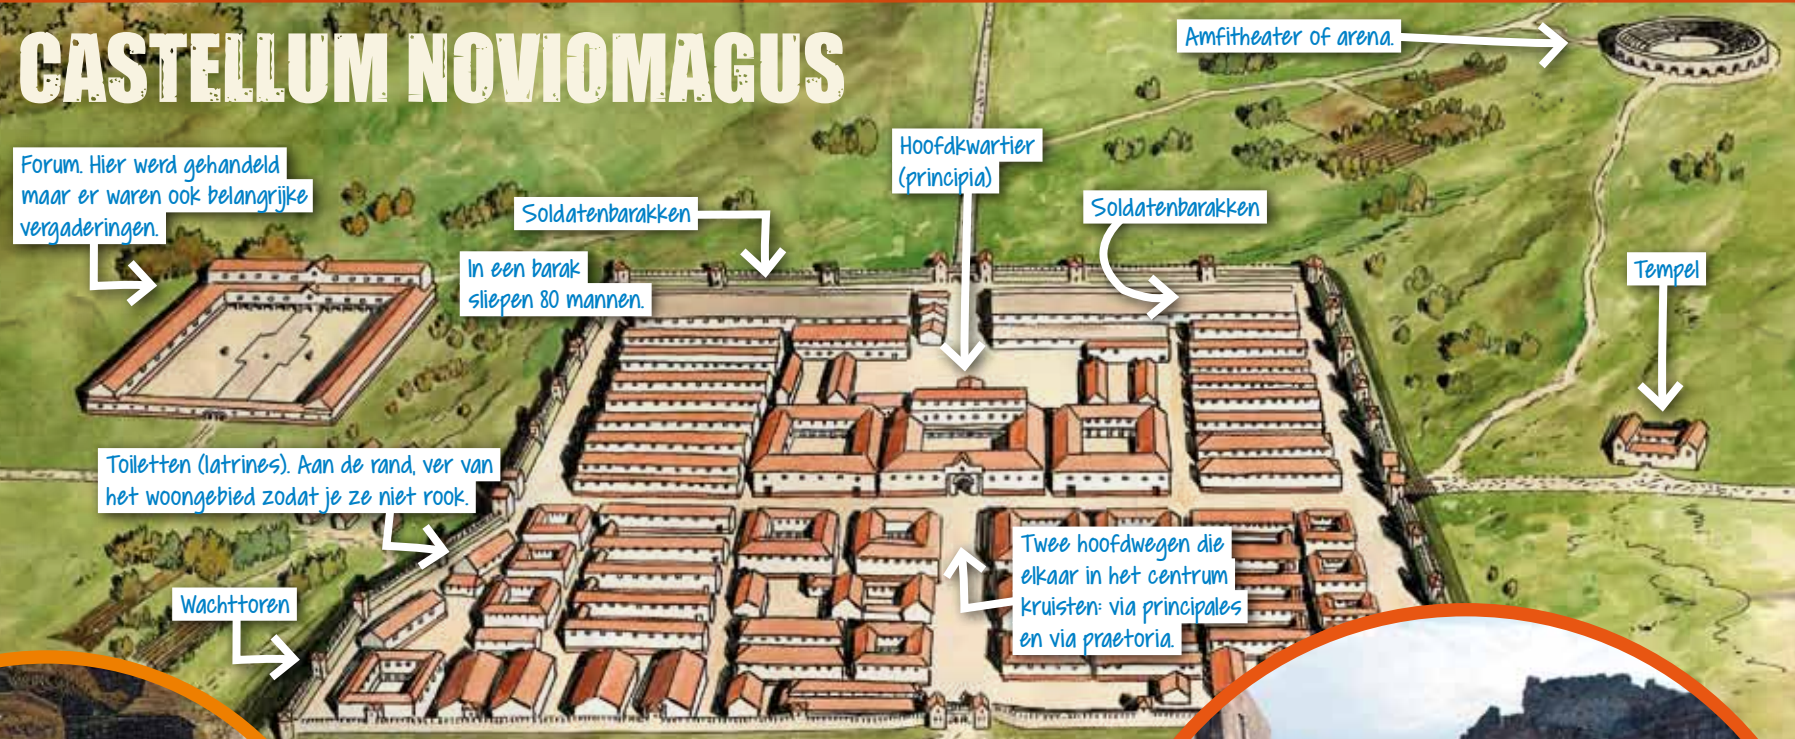 CASTELLUM NOVIOMAGUS
Amfitheater of arena.
Hoofdkwartier
(principia)
Forum. Hier werd gehandeld
maar er waren ook belangrijke
vergaderingen.
Soldatenbarakken
Soldatenbarakken
In een barak
sliepen 80 mannen.
Tempel
Toiletten (latrines). Aan de rand, ver van
het woongebied zodat je ze niet rook.
Twee hoofdwegen die
elkaar in het centrum
kruisten: via principales
en via praetoria.
Wachttoren